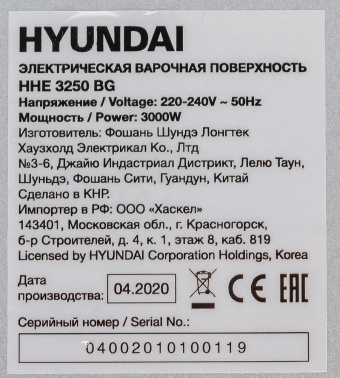 HYUNDAI
ЭЛЕКТРИЧЕСКАЯ ВАРОЧНАЯ ПОВЕРХНОСТЬ
HHE 3250 BG
Напряжение / Voltage: 220-240V ~ 50Hz
Мощность / Power: 3000W
Изготовитель: Фошань Шундэ Лонгтек
Хаузхолд Электрикал Ко., Лтд
№3-6, Джайю Индастриал Дистрикт, Лелю Таун,
Шуньдэ, Фошань Сити, Гуандун, Китай
Сделано в КНР.
Импортер в РФ: ООО «Хаскел»
143401, Московская обл., г. Красногорск,
б-р Строителей, д. 4, к. 1, этаж 8, каб. 819
Licensed by HYUNDAI Corporation Holdings, Korea
Дата
производства: 04.2020 CE EAC
Серийный номер / Serial No.:
04002010100119